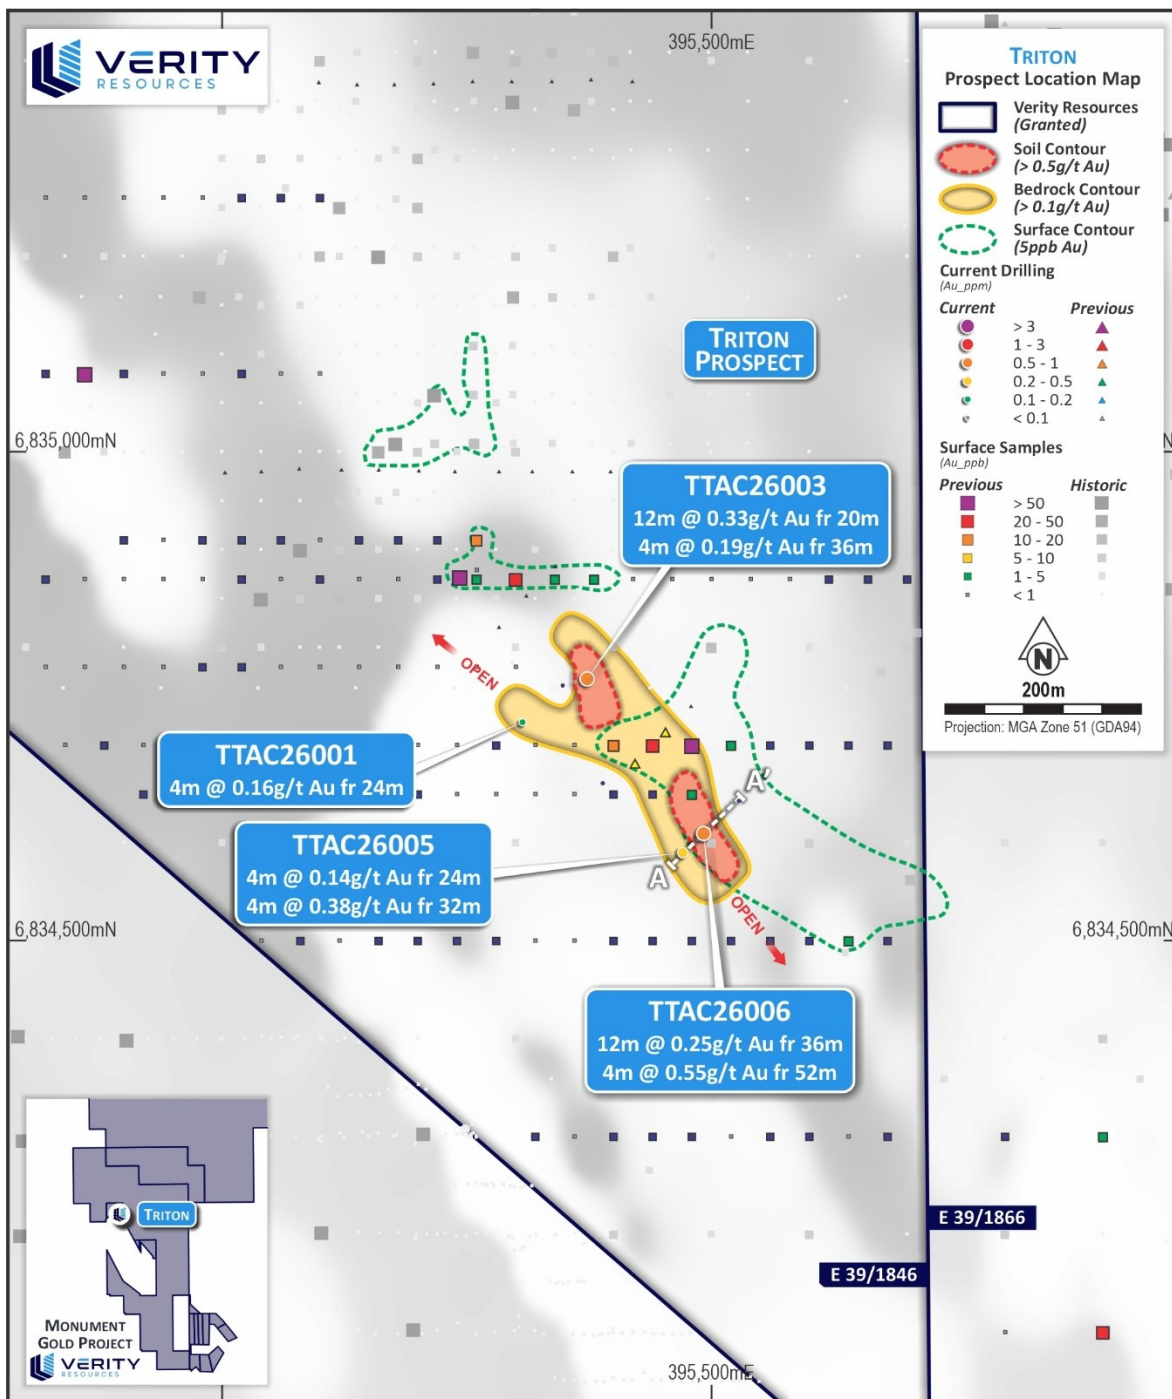 VERITY
RESOURCES
395,500mE
TRITON
Prospect Location Map
Verity Resources
(Granted)
Soil Contour
(> 0.5g/t Au)
Bedrock Contour
(> 0.1g/t Au)
Surface Contour
(5ppb Au)
Current Drilling
(Au_ppm)
Current Previous
> 3
1 - 3
0.5 - 1
0.2 - 0.5
0.1 - 0.2
< 0.1
Surface Samples
(Au_ppb)
Previous Historic
> 50
20 - 50
10 - 20
5 - 10
1 - 5
< 1
N
200m
Projection: MGA Zone 51 (GDA94)
TRITON
PROSPECT
6,835,000mN
N
TTAC26003
12m @ 0.33g/t Au fr 20m
4m @ 0.19g/t Au fr 36m
OPEN
TTAC26001
4m @ 0.16g/t Au fr 24m
A'
TTAC26005
4m @ 0.14g/t Au fr 24m
4m @ 0.38g/t Au fr 32m
A
OPEN
6,834,500mN
6,834,500mN
TTAC26006
12m @ 0.25g/t Au fr 36m
4m @ 0.55g/t Au fr 52m
TRITON
E 39/1866
E 39/1846
MONUMENT
GOLD PROJECT
VERITY
RESOURCES
395,500mE